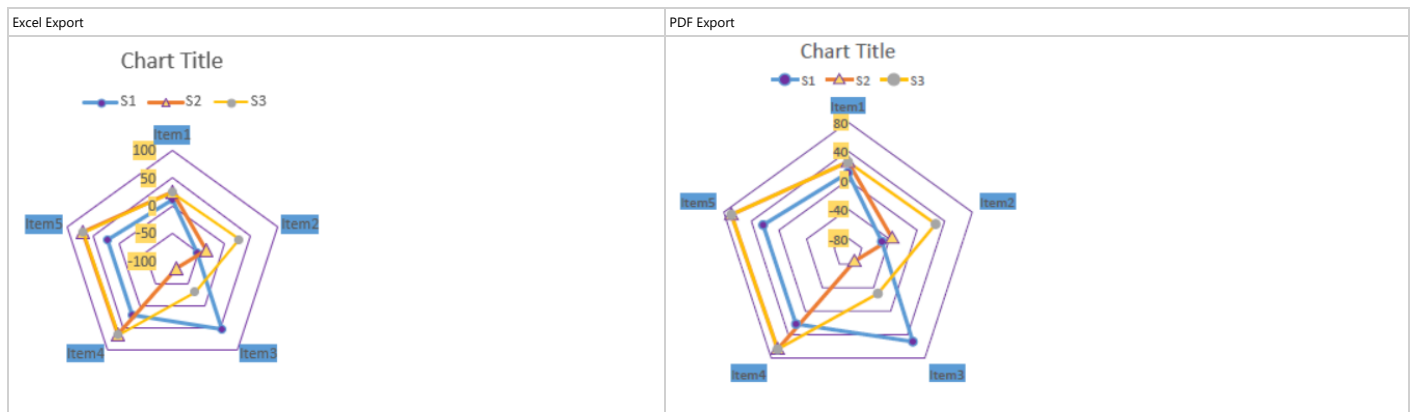 Excel Export
Chart Title
S1 S2 S3
Item1
100
50
0
-50
-100
Item5
Item2
Item4
Item3
PDF Export
Chart Title
S1 S2 S3
Item1
80
40
0
-40
-80
Item5
Item2
Item4
Item3